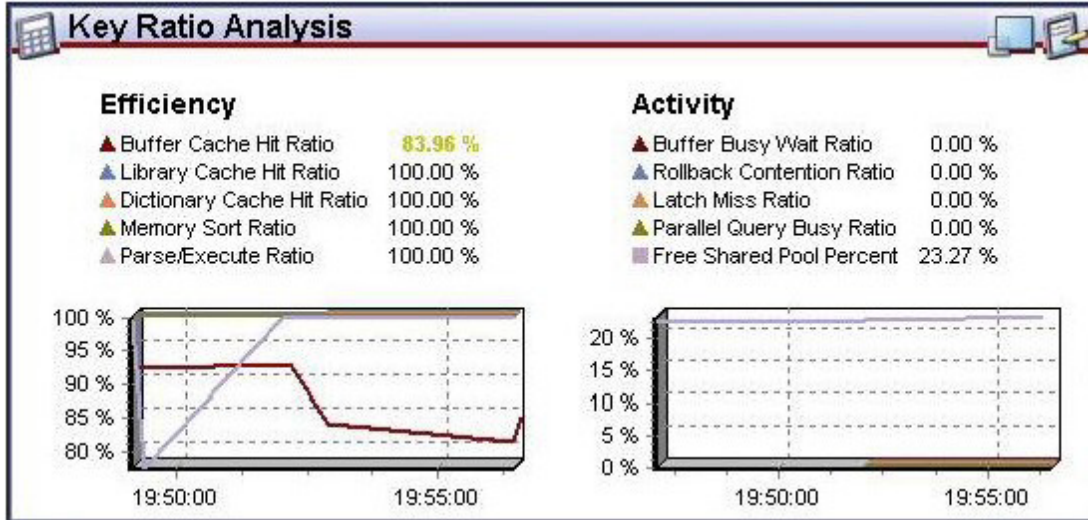 Key Ratio Analysis
Efficiency
Buffer Cache Hit Ratio 83.96 %
Library Cache Hit Ratio 100.00 %
Dictionary Cache Hit Ratio 100.00 %
Memory Sort Ratio 100.00 %
Parse/Execute Ratio 100.00 %
100 %
95 %
90 %
85 %
80 %
19:50:00 19:55:00
Activity
Buffer Busy Wait Ratio 0.00 %
Rollback Contention Ratio 0.00 %
Latch Miss Ratio 0.00 %
Parallel Query Busy Ratio 0.00 %
Free Shared Pool Percent 23.27 %
20 %
15 %
10 %
5 %
0 %
19:50:00 19:55:00